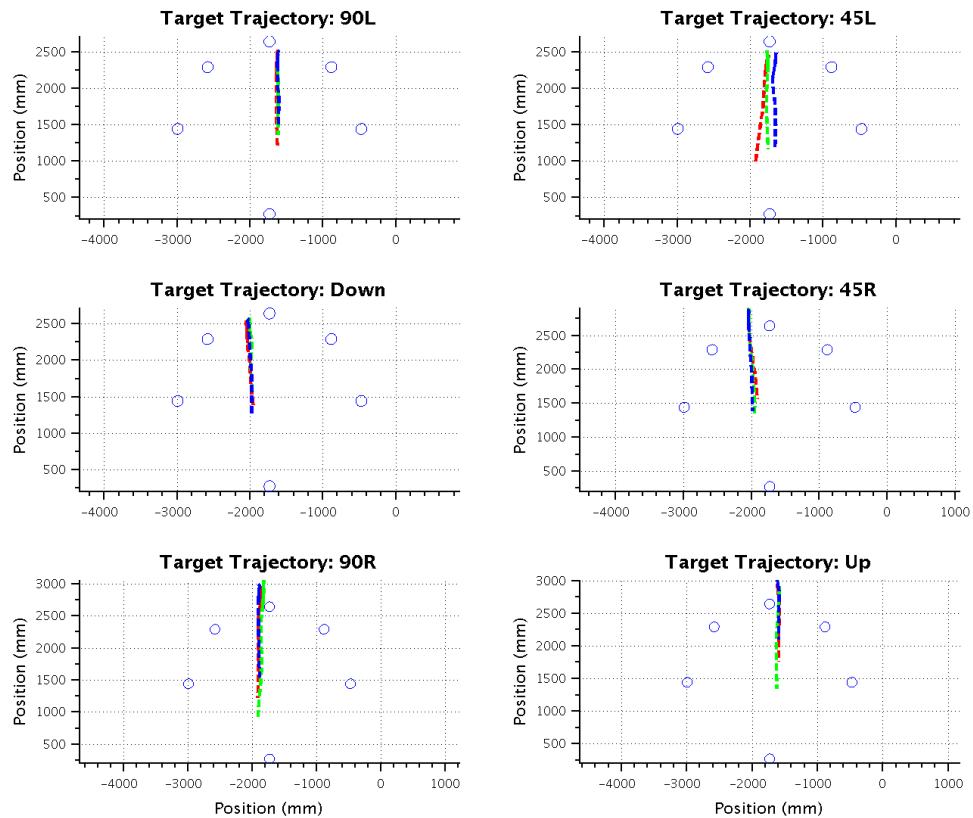 Target Trajectory: 90L
Position (mm)
2500
2000
1500
1000
500
−4000 −3000 −2000 −1000 0
Target Trajectory: 45L
Position (mm)
2500
2000
1500
1000
500
−4000 −3000 −2000 −1000 0
Target Trajectory: Down
Position (mm)
2500
2000
1500
1000
500
−4000 −3000 −2000 −1000 0
Target Trajectory: 45R
Position (mm)
2500
2000
1500
1000
500
−4000 −3000 −2000 −1000 0 1000
Target Trajectory: 90R
Position (mm)
3000
2500
2000
1500
1000
500
−4000 −3000 −2000 −1000 0 1000
Position (mm)
Target Trajectory: Up
Position (mm)
3000
2500
2000
1500
1000
500
−4000 −3000 −2000 −1000 0 1000
Position (mm)